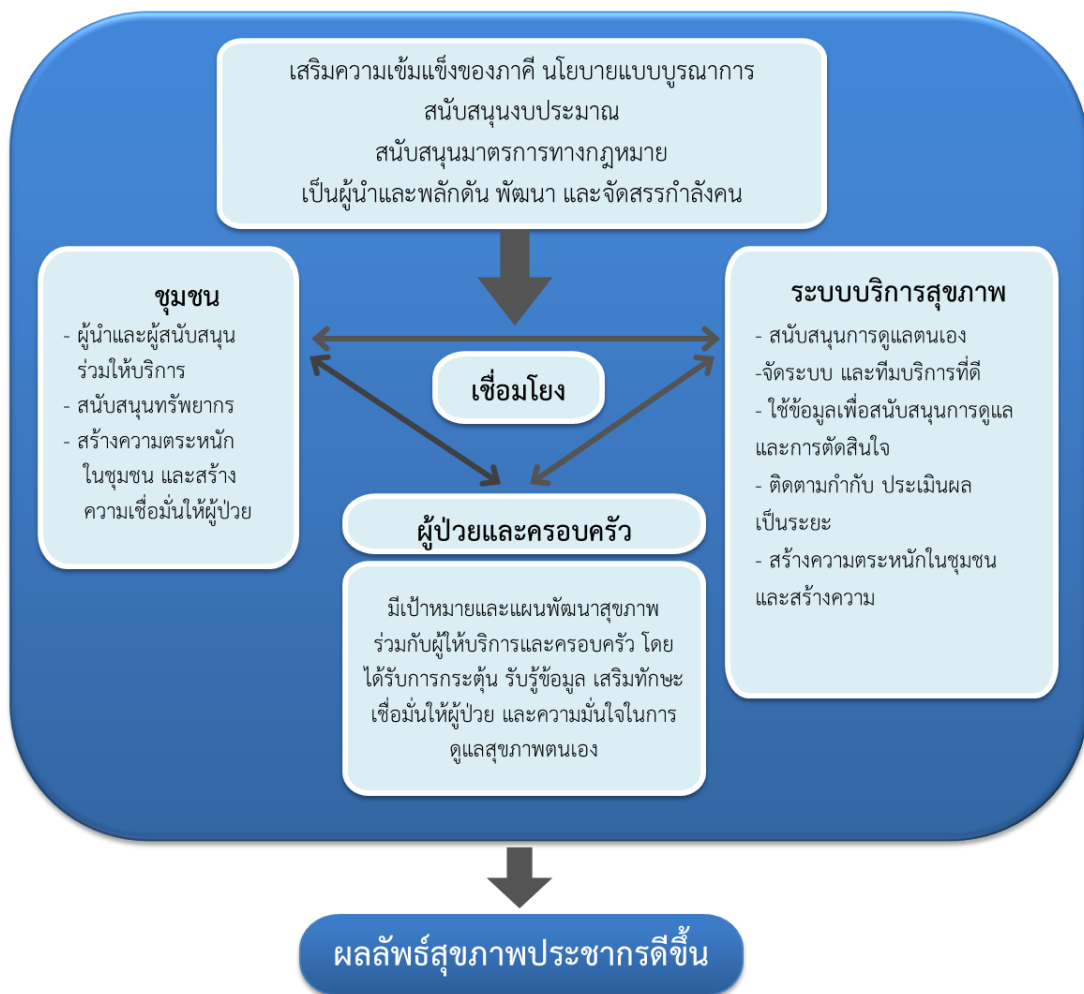 เสริมความเข้มแข็งของภาคี นโยบายแบบบูรณาการ
สนับสนุนงบประมาณ
สนับสนุนมาตรการทางกฎหมาย
เป็นผู้นำและพลักดัน พัฒนา และจัดสรรกำลังคน
ชุมชน
- ผู้นำและผู้สนับสนุน
ร่วมให้บริการ
- สนับสนุนทรัพยากร
- สร้างความตระหนัก
ในชุมชน และสร้าง
ความเชื่อมั่นให้ผู้ป่วย
เชื่อมโยง
ระบบบริการสุขภาพ
- สนับสนุนการดูแลตนเอง
-จัดระบบ และทีมบริการที่ดี
- ใช้ข้อมูลเพื่อสนับสนุนการดูแล
และการตัดสินใจ
- ติดตามกำกับ ประเมินผล
เป็นระยะ
- สร้างความตระหนักในชุมชน
และสร้างความ
ผู้ป่วยและครอบครัว
มีเป้าหมายและแผนพัฒนาสุขภาพ
ร่วมกับผู้ให้บริการและครอบครัว โดย
ได้รับการกระตุ้น รับรู้ข้อมูล เสริมทักษะ
เชื่อมั่นให้ผู้ป่วย และความมั่นใจในการ
ดูแลสุขภาพตนเอง
ผลลัพธ์สุขภาพประชากรดีขึ้น